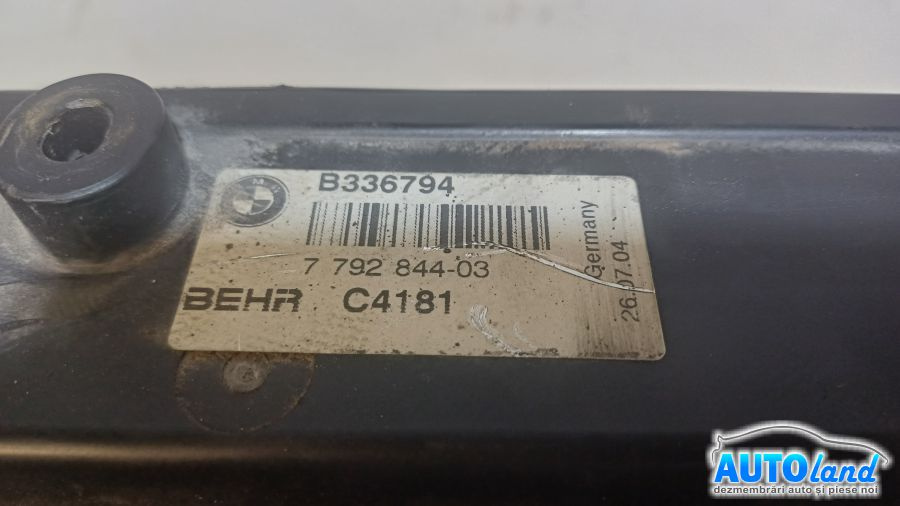 B336794
7 792 844-03
BEHR C4181
Germany
26.07.04
AUTOland
dezmembrări auto și piese noi